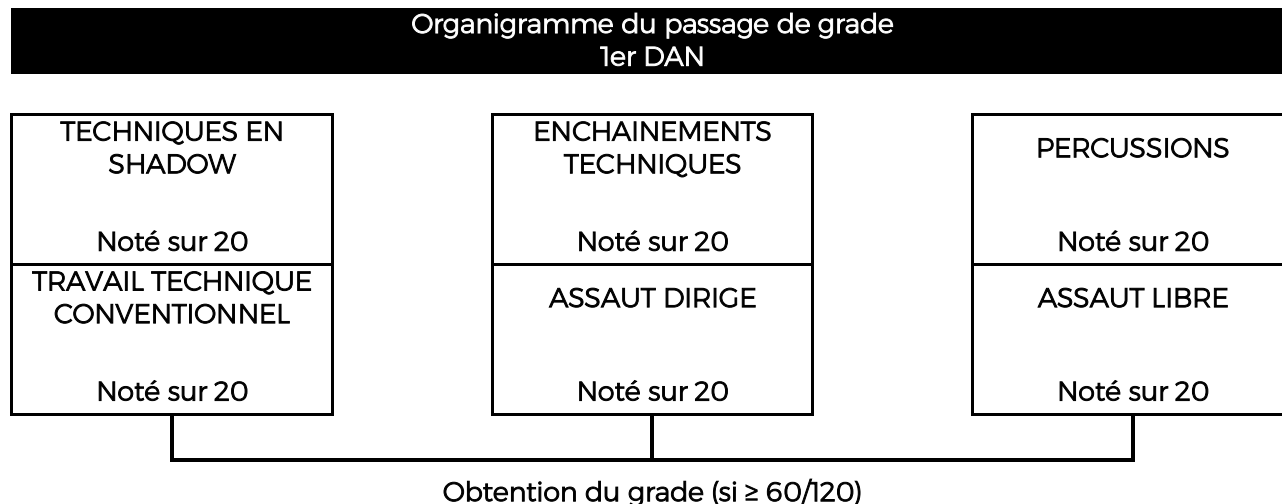 Organigramme du passage de grade
1er DAN
TECHNIQUES EN
SHADOW
Noté sur 20
TRAVAIL TECHNIQUE
CONVENTIONNEL
Noté sur 20
ENCHAINEMENTS
TECHNIQUES
Noté sur 20
ASSAUT DIRIGE
Noté sur 20
PERCUSSIONS
Noté sur 20
ASSAUT LIBRE
Noté sur 20
Obtention du grade (si ≥ 60/120)